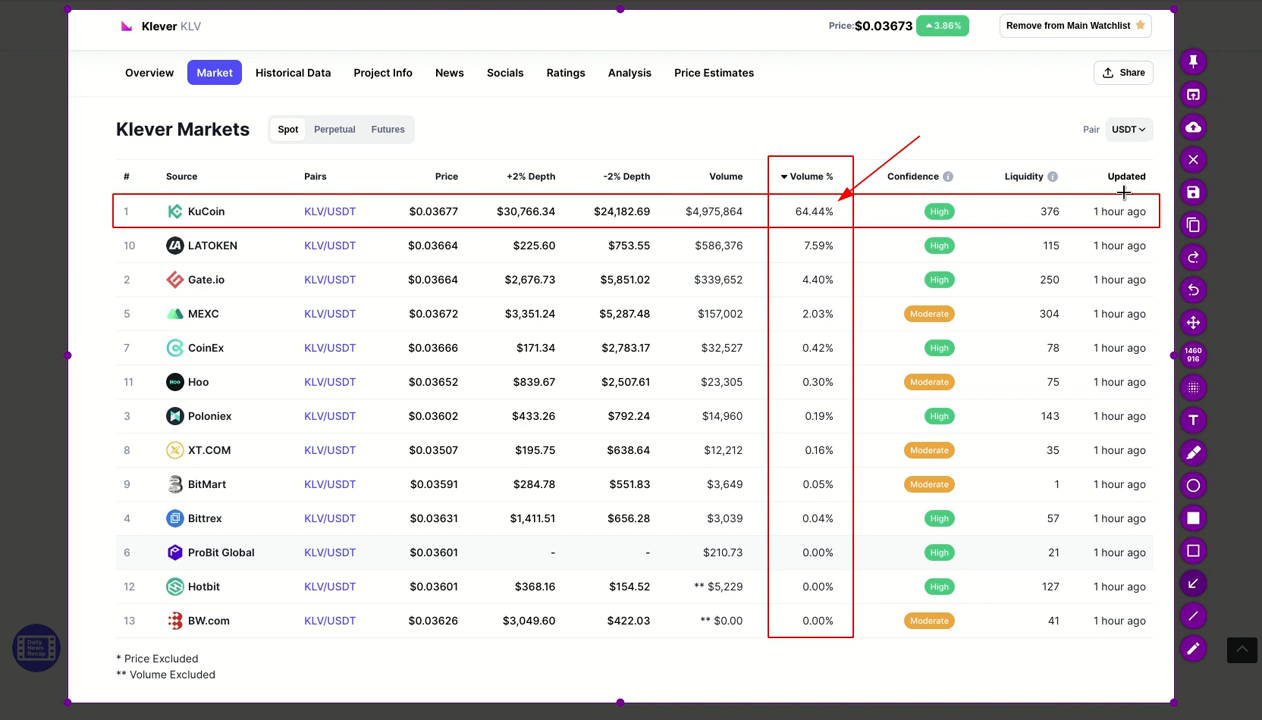 Klever KLV Price: $0.03673 3.86% Remove from Main Watchlist
Overview Market Historical Data Project Info News Socials Ratings Analysis Price Estimates Share
Klever Markets Spot Perpetual Futures Pair USDT
# Source Pairs Price +2% Depth -2% Depth Volume Volume % Confidence Liquidity Updated
1 KuCoin KLV/USDT $0.03677 $30,766.34 $24,182.69 $4,975,864 64.44% High 376 1 hour ago
10 LATOKEN KLV/USDT $0.03664 $225.60 $753.55 $586,376 7.59% High 115 1 hour ago
2 Gate.io KLV/USDT $0.03664 $2,676.73 $5,851.02 $339,652 4.40% High 250 1 hour ago
5 MEXC KLV/USDT $0.03672 $3,351.24 $5,287.48 $157,002 2.03% Moderate 304 1 hour ago
7 CoinEx KLV/USDT $0.03666 $171.34 $2,783.17 $32,527 0.42% High 78 1 hour ago
11 Hoo KLV/USDT $0.03652 $839.67 $2,507.61 $23,305 0.30% Moderate 75 1 hour ago
3 Poloniex KLV/USDT $0.03602 $433.26 $792.24 $14,960 0.19% High 143 1 hour ago
8 XT.COM KLV/USDT $0.03507 $195.75 $638.64 $12,212 0.16% Moderate 35 1 hour ago
9 BitMart KLV/USDT $0.03591 $284.78 $551.83 $3,649 0.05% Moderate 1 1 hour ago
4 Bittrex KLV/USDT $0.03631 $1,411.51 $656.28 $3,039 0.04% High 57 1 hour ago
6 ProBit Global KLV/USDT $0.03601 - - $210.73 0.00% High 21 1 hour ago
12 Hotbit KLV/USDT $0.03601 $368.16 $154.52 ** $5,229 0.00% High 127 1 hour ago
13 BW.com KLV/USDT $0.03626 $3,049.60 $422.03 ** $0.00 0.00% Moderate 41 1 hour ago
* Price Excluded
** Volume Excluded
1460
916
T
Daily
News
Recap